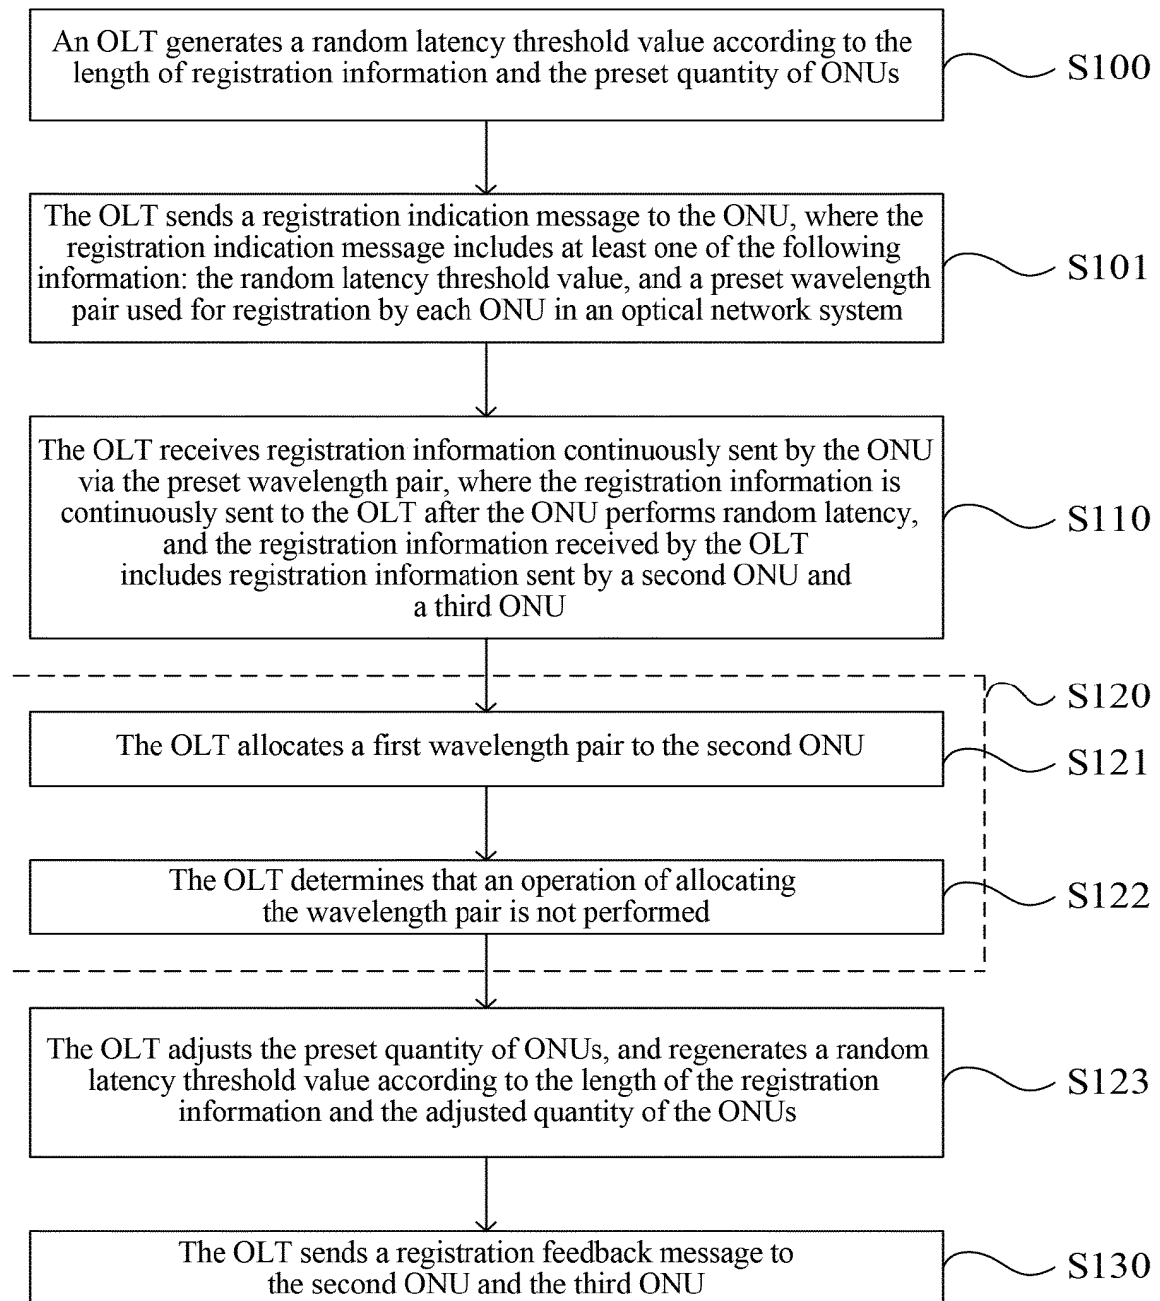 An OLT generates a random latency threshold value according to the
length of registration information and the preset quantity of ONUs
S100
The OLT sends a registration indication message to the ONU, where the
registration indication message includes at least one of the following
information: the random latency threshold value, and a preset wavelength
pair used for registration by each ONU in an optical network system
S101
The OLT receives registration information continuously sent by the ONU
via the preset wavelength pair, where the registration information is
continuously sent to the OLT after the ONU performs random latency,
and the registration information received by the OLT
includes registration information sent by a second ONU and
a third ONU
S110
S120
The OLT allocates a first wavelength pair to the second ONU
S121
The OLT determines that an operation of allocating
the wavelength pair is not performed
S122
The OLT adjusts the preset quantity of ONUs, and regenerates a random
latency threshold value according to the length of the registration
information and the adjusted quantity of the ONUs
S123
The OLT sends a registration feedback message to
the second ONU and the third ONU
S130